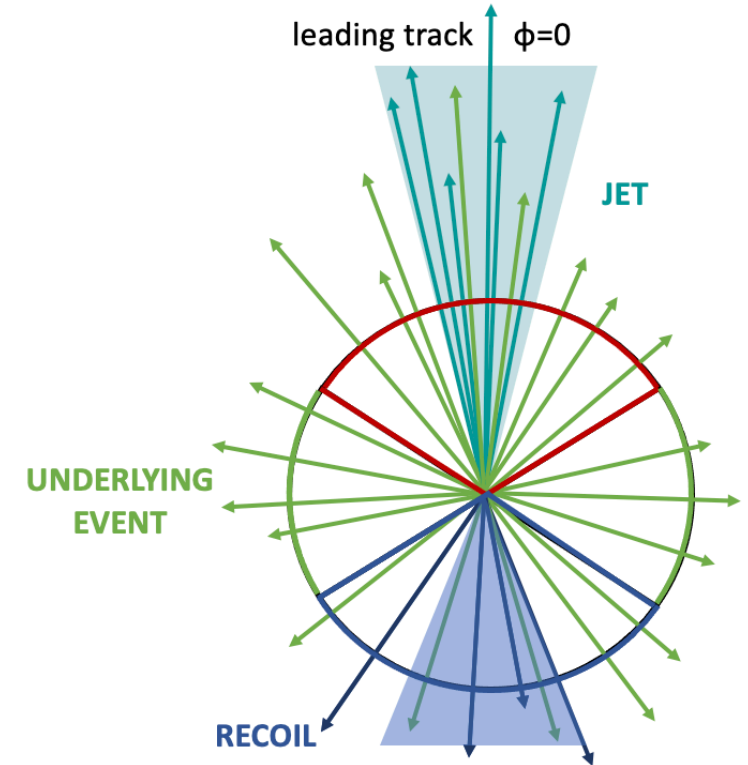 leading track ϕ=0
JET
UNDERLYING
EVENT
RECOIL